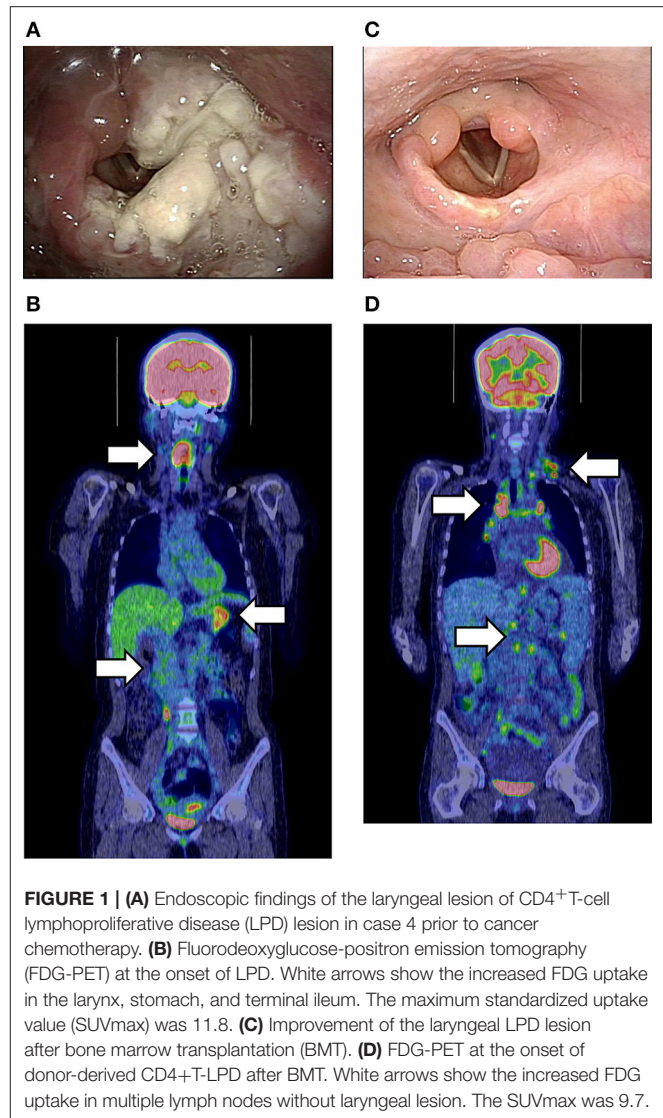 A
C
B
D
FIGURE 1 | (A) Endoscopic findings of the laryngeal lesion of CD4+T-cell
lymphoproliferative disease (LPD) lesion in case 4 prior to cancer
chemotherapy. (B) Fluorodeoxyglucose-positron emission tomography
(FDG-PET) at the onset of LPD. White arrows show the increased FDG uptake
in the larynx, stomach, and terminal ileum. The maximum standardized uptake
value (SUVmax) was 11.8. (C) Improvement of the laryngeal LPD lesion
after bone marrow transplantation (BMT). (D) FDG-PET at the onset of
donor-derived CD4+T-LPD after BMT. White arrows show the increased FDG
uptake in multiple lymph nodes without laryngeal lesion. The SUVmax was 9.7.